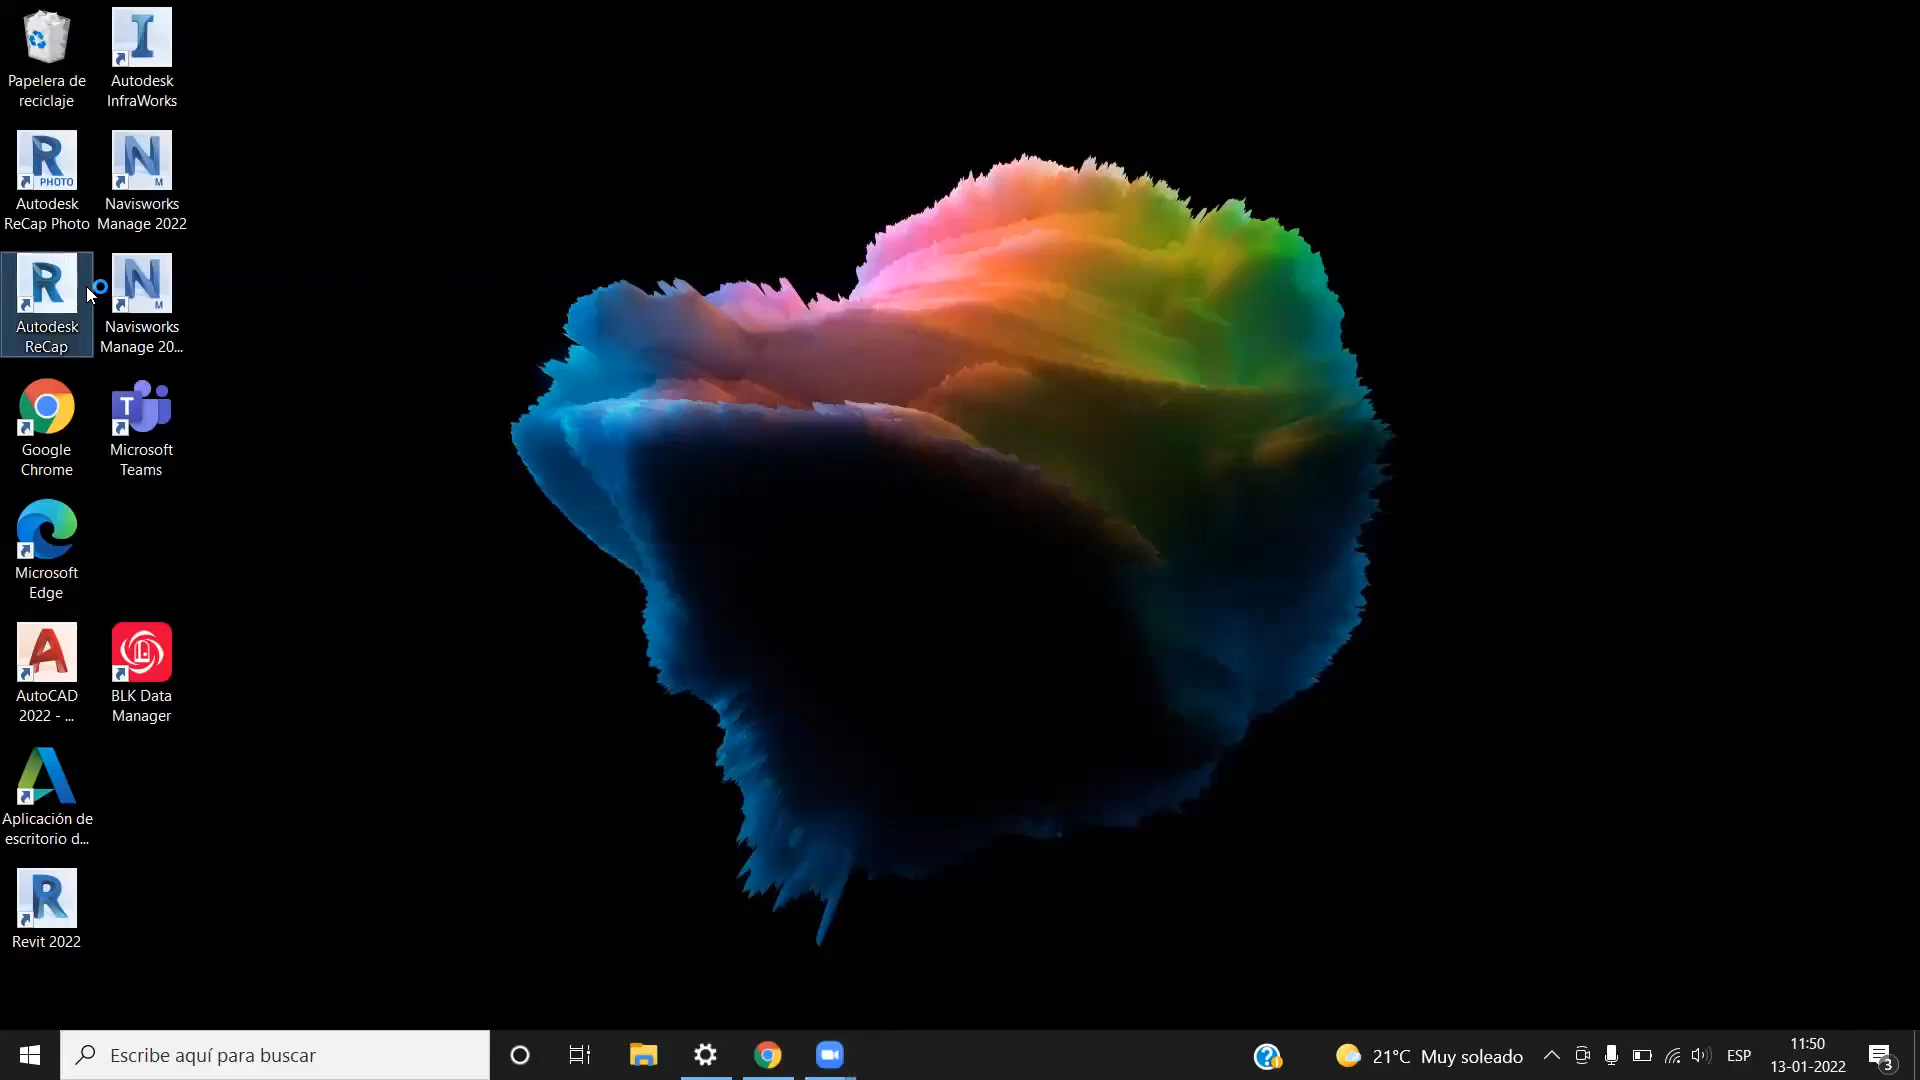 Papelera de
reciclaje
Autodesk
InfraWorks
PHOTO
Autodesk
ReCap Photo
M
Navisworks
Manage 2022
Autodesk
ReCap
M
Navisworks
Manage 20...
Google
Chrome
T
Microsoft
Teams
Microsoft
Edge
AutoCAD
2022 - ...
BLK Data
Manager
Aplicación de
escritorio d...
Revit 2022
Escribe aquí para buscar
21°C Muy soleado
ESP
11:50
13-01-2022
3